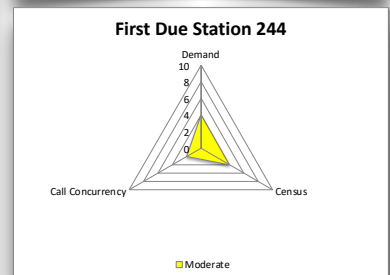 First Due Station 244
Demand
10
8
6
4
2
0
Call Concurrency
Census
Moderate